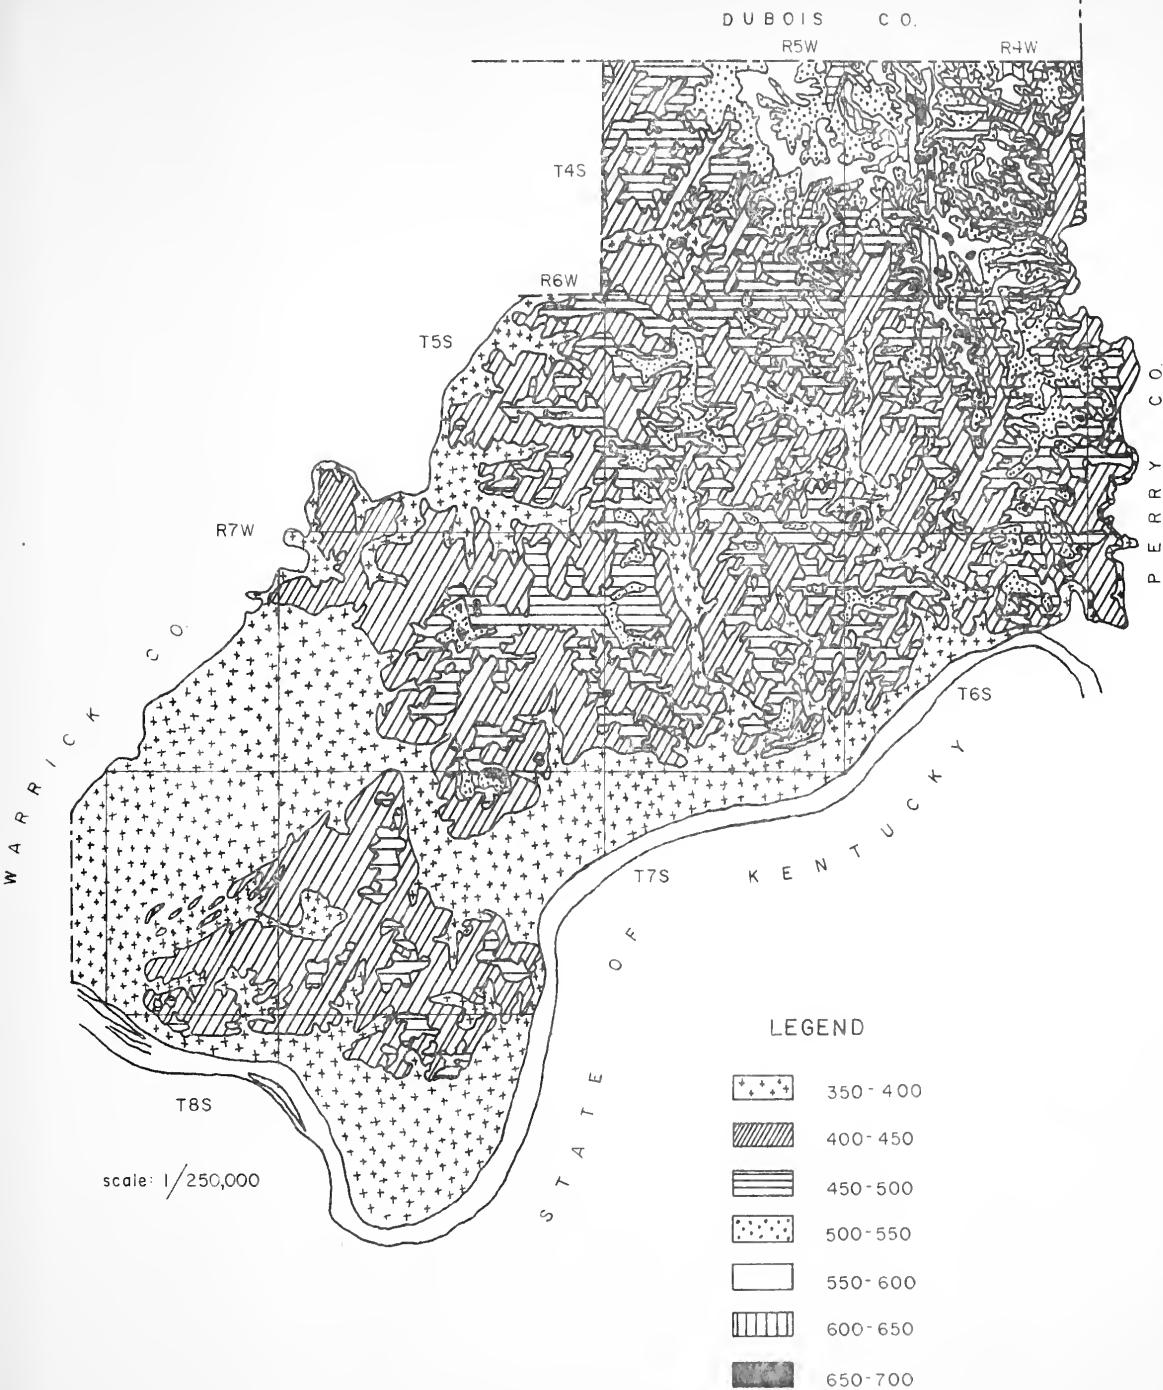 DUBOIS CO.
R5W
R4W
T4S
R6W
T5S
PERRY CO.
R7W
WARRICK CO.
T6S
STATE OF KENTUCKY
T7S
T8S
scale: 1/250,000
LEGEND
350-400
400-450
450-500
500-550
550-600
600-650
650-700